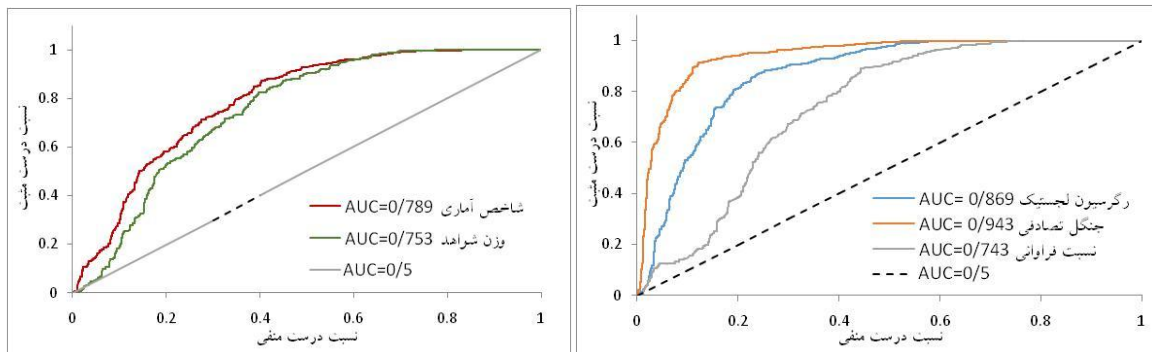 نسبت درست مثبت
1
0.8
0.6
0.4
0.2
0
شاخص آماری AUC=0/789
وزن شواهد AUC=0/753
AUC=0/5
0 0.2 0.4 0.6 0.8 1
نسبت درست منفی
نسبت درست مثبت
1
0.8
0.6
0.4
0.2
0
رگرسیون لجستیک AUC= 0/869
جنگل تصادفی AUC= 0/943
نسبت فراوانی AUC=0/743
AUC=0/5
0 0.2 0.4 0.6 0.8 1
نسبت درست منفی